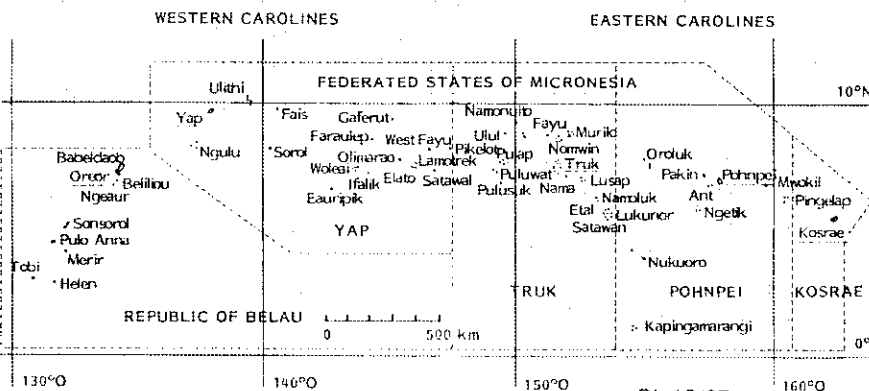 WESTERN CAROLINES
EASTERN CAROLINES
FEDERATED STATES OF MICRONESIA
10°N
Ulithi
Yap
Fais
Gaferut
Namonuito
Fayu
Murilo
Faraulep
West Fayu
Ulul
Nomwin
Ngulu
Sorol
Olimarao
Pikelot
Pulap
Truk
Oroluk
Babeldaob
Woleai
Lamotrek
Puluwat
Pakin
Pohnpei
Mwokil
Oreor
Beliliou
Ifalik
Elato
Satawal
Nama
Lusap
Pingelap
Ngeaur
Eauripik
Pulusuk
Namoluk
Ant
Etal
Lukunor
Ngetik
Sonsorol
Satawan
Kosrae
Pulo Anna
YAP
Merir
Nukuoro
Tobi
Helen
TRUK
POHNPEI
KOSRAE
REPUBLIC OF BELAU
0
500 km
Kapingamarangi
0°
130°O
140°O
150°O
160°O